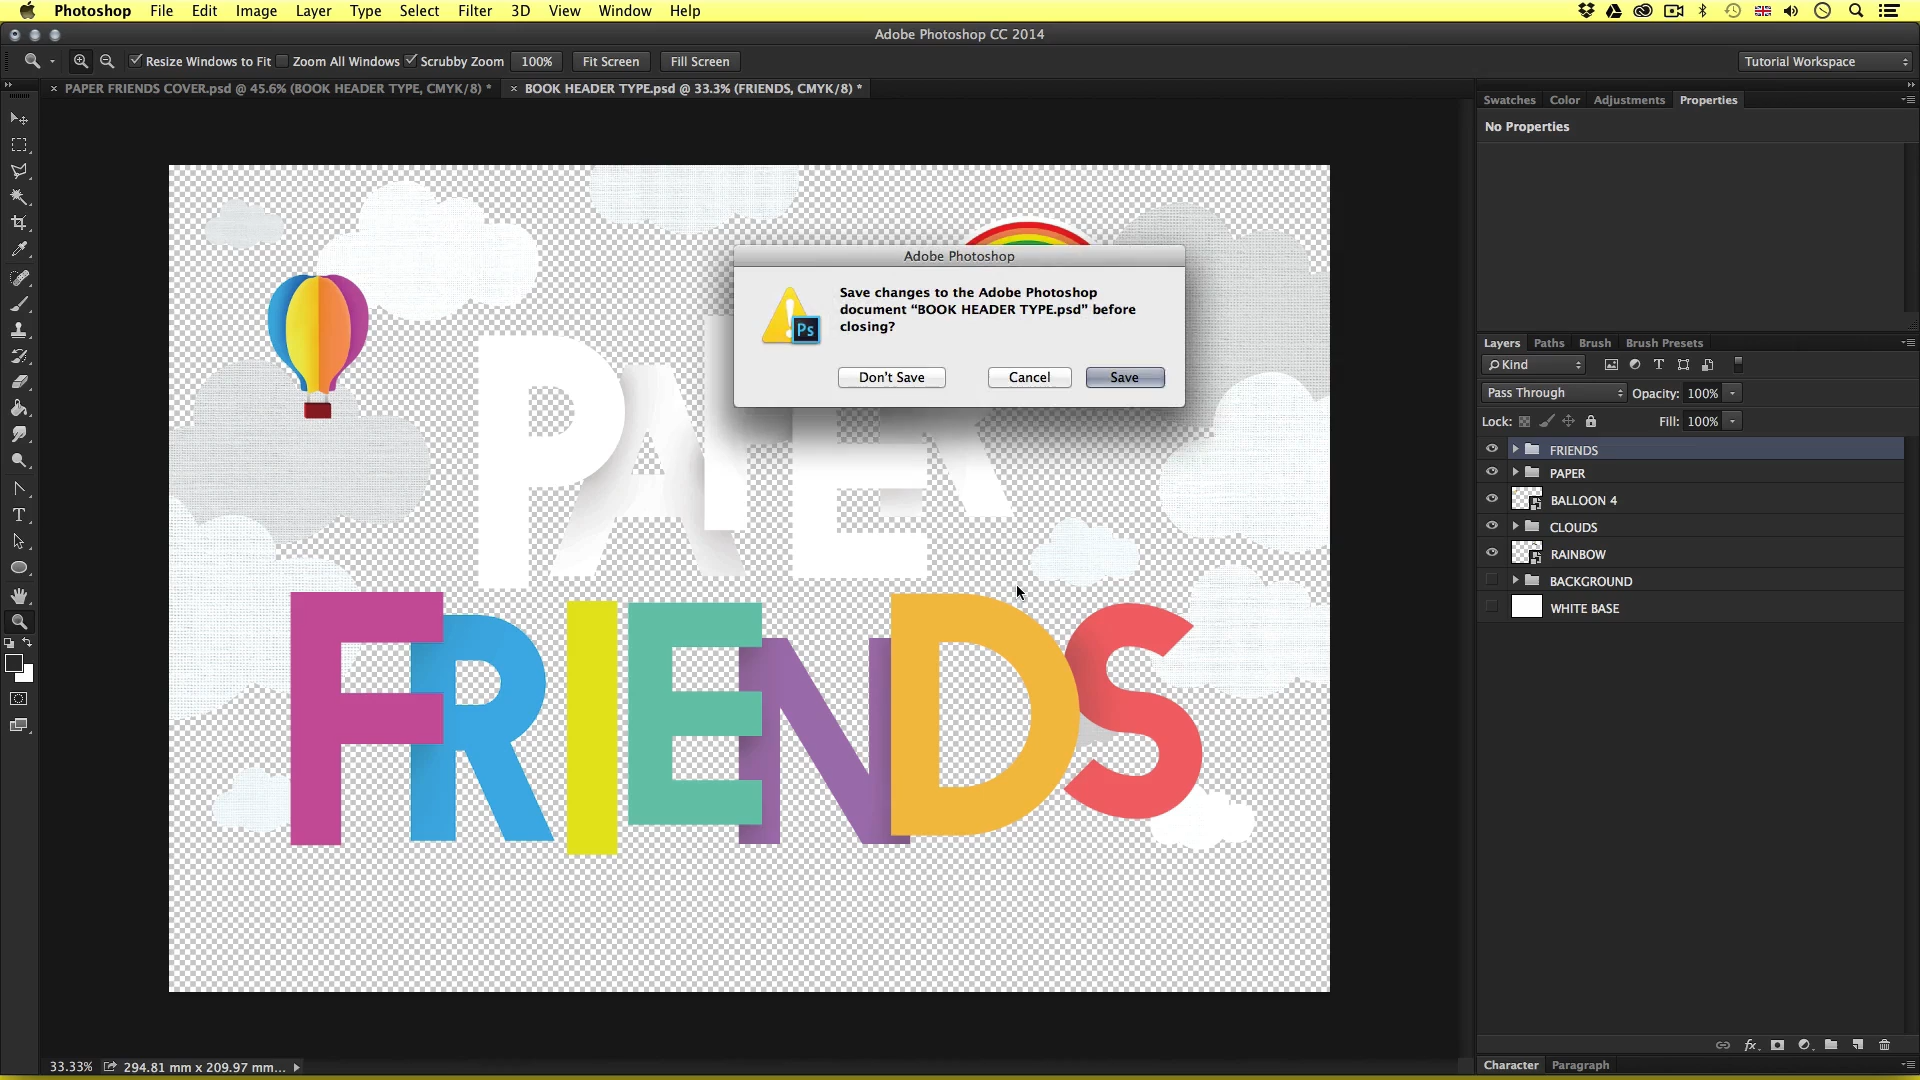 Photoshop File Edit Image Layer Type Select Filter 3D View Window Help
Adobe Photoshop CC 2014
Resize Windows to Fit Zoom All Windows Scrubby Zoom 100% Fit Screen Fill Screen Tutorial Workspace
PAPER FRIENDS COVER.psd @ 45.6% (BOOK HEADER TYPE, CMYK/8) * BOOK HEADER TYPE.psd @ 33.3% (FRIENDS, CMYK/8) *
Swatches Color Adjustments Properties
No Properties
Adobe Photoshop
Save changes to the Adobe Photoshop
document “BOOK HEADER TYPE.psd” before
closing?
Ps
Don't Save Cancel Save
PAPER
FRIENDS
Layers Paths Brush Brush Presets
Kind
Pass Through Opacity: 100%
Lock: Fill: 100%
FRIENDS
PAPER
BALLOON 4
CLOUDS
RAINBOW
BACKGROUND
WHITE BASE
33.33% 294.81 mm x 209.97 mm...
Character Paragraph